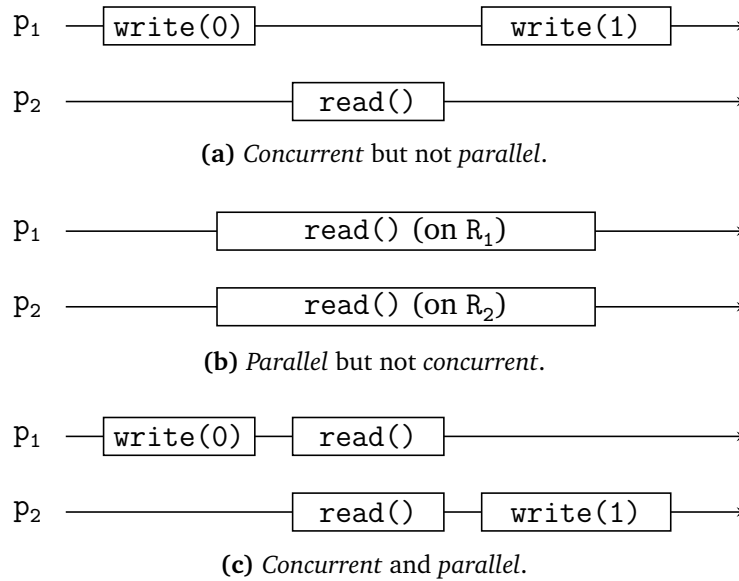 p₁ write(0) write(1)
p₂ read()
(a) Concurrent but not parallel.
p₁ read() (on R₁)
p₂ read() (on R₂)
(b) Parallel but not concurrent.
p₁ write(0) read()
p₂ read() write(1)
(c) Concurrent and parallel.